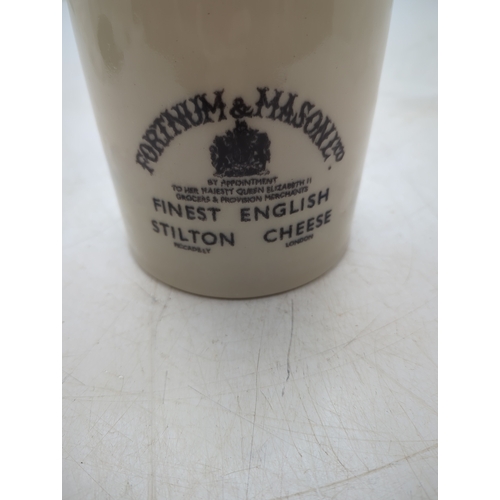 FORTNUM & MASON LTD.
BY APPOINTMENT
TO HER MAJESTY QUEEN ELIZABETH II
GROCERS & PROVISION MERCHANTS
FINEST ENGLISH
STILTON CHEESE
PICCADILLY LONDON